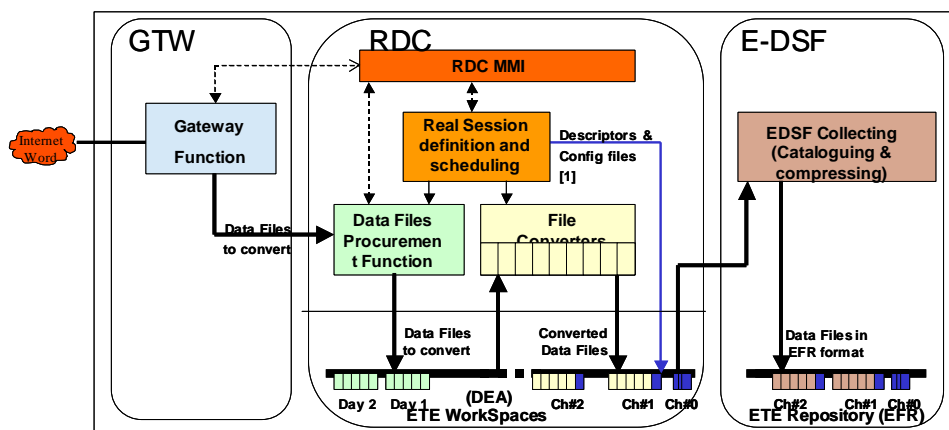 GTW
RDC
E-DSF
RDC MMI
Internet
Word
Gateway
Function
Real Session
definition and
scheduling
Descriptors &
Config files
[1]
EDSF Collecting
(Cataloguing &
compressing)
Data Files
to convert
Data Files
Procuremen
t Function
File
Converters
Data Files
to convert
Converted
Data Files
Data Files in
EFR format
Day 2
Day 1
(DEA)
Ch#2
Ch#1
Ch#0
ETE WorkSpaces
Ch#2
Ch#1
Ch#0
ETE Repository (EFR)